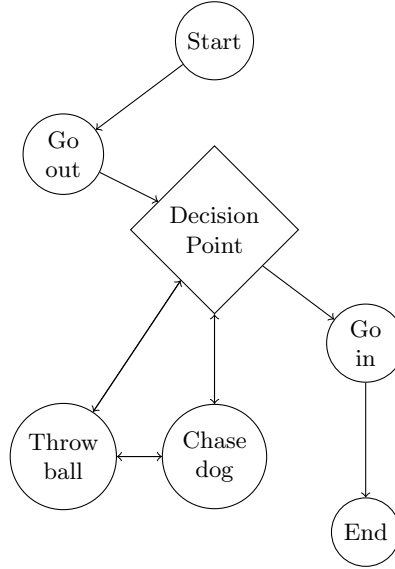 Start
Go
out
Decision
Point
Go
in
Throw
ball
Chase
dog
End